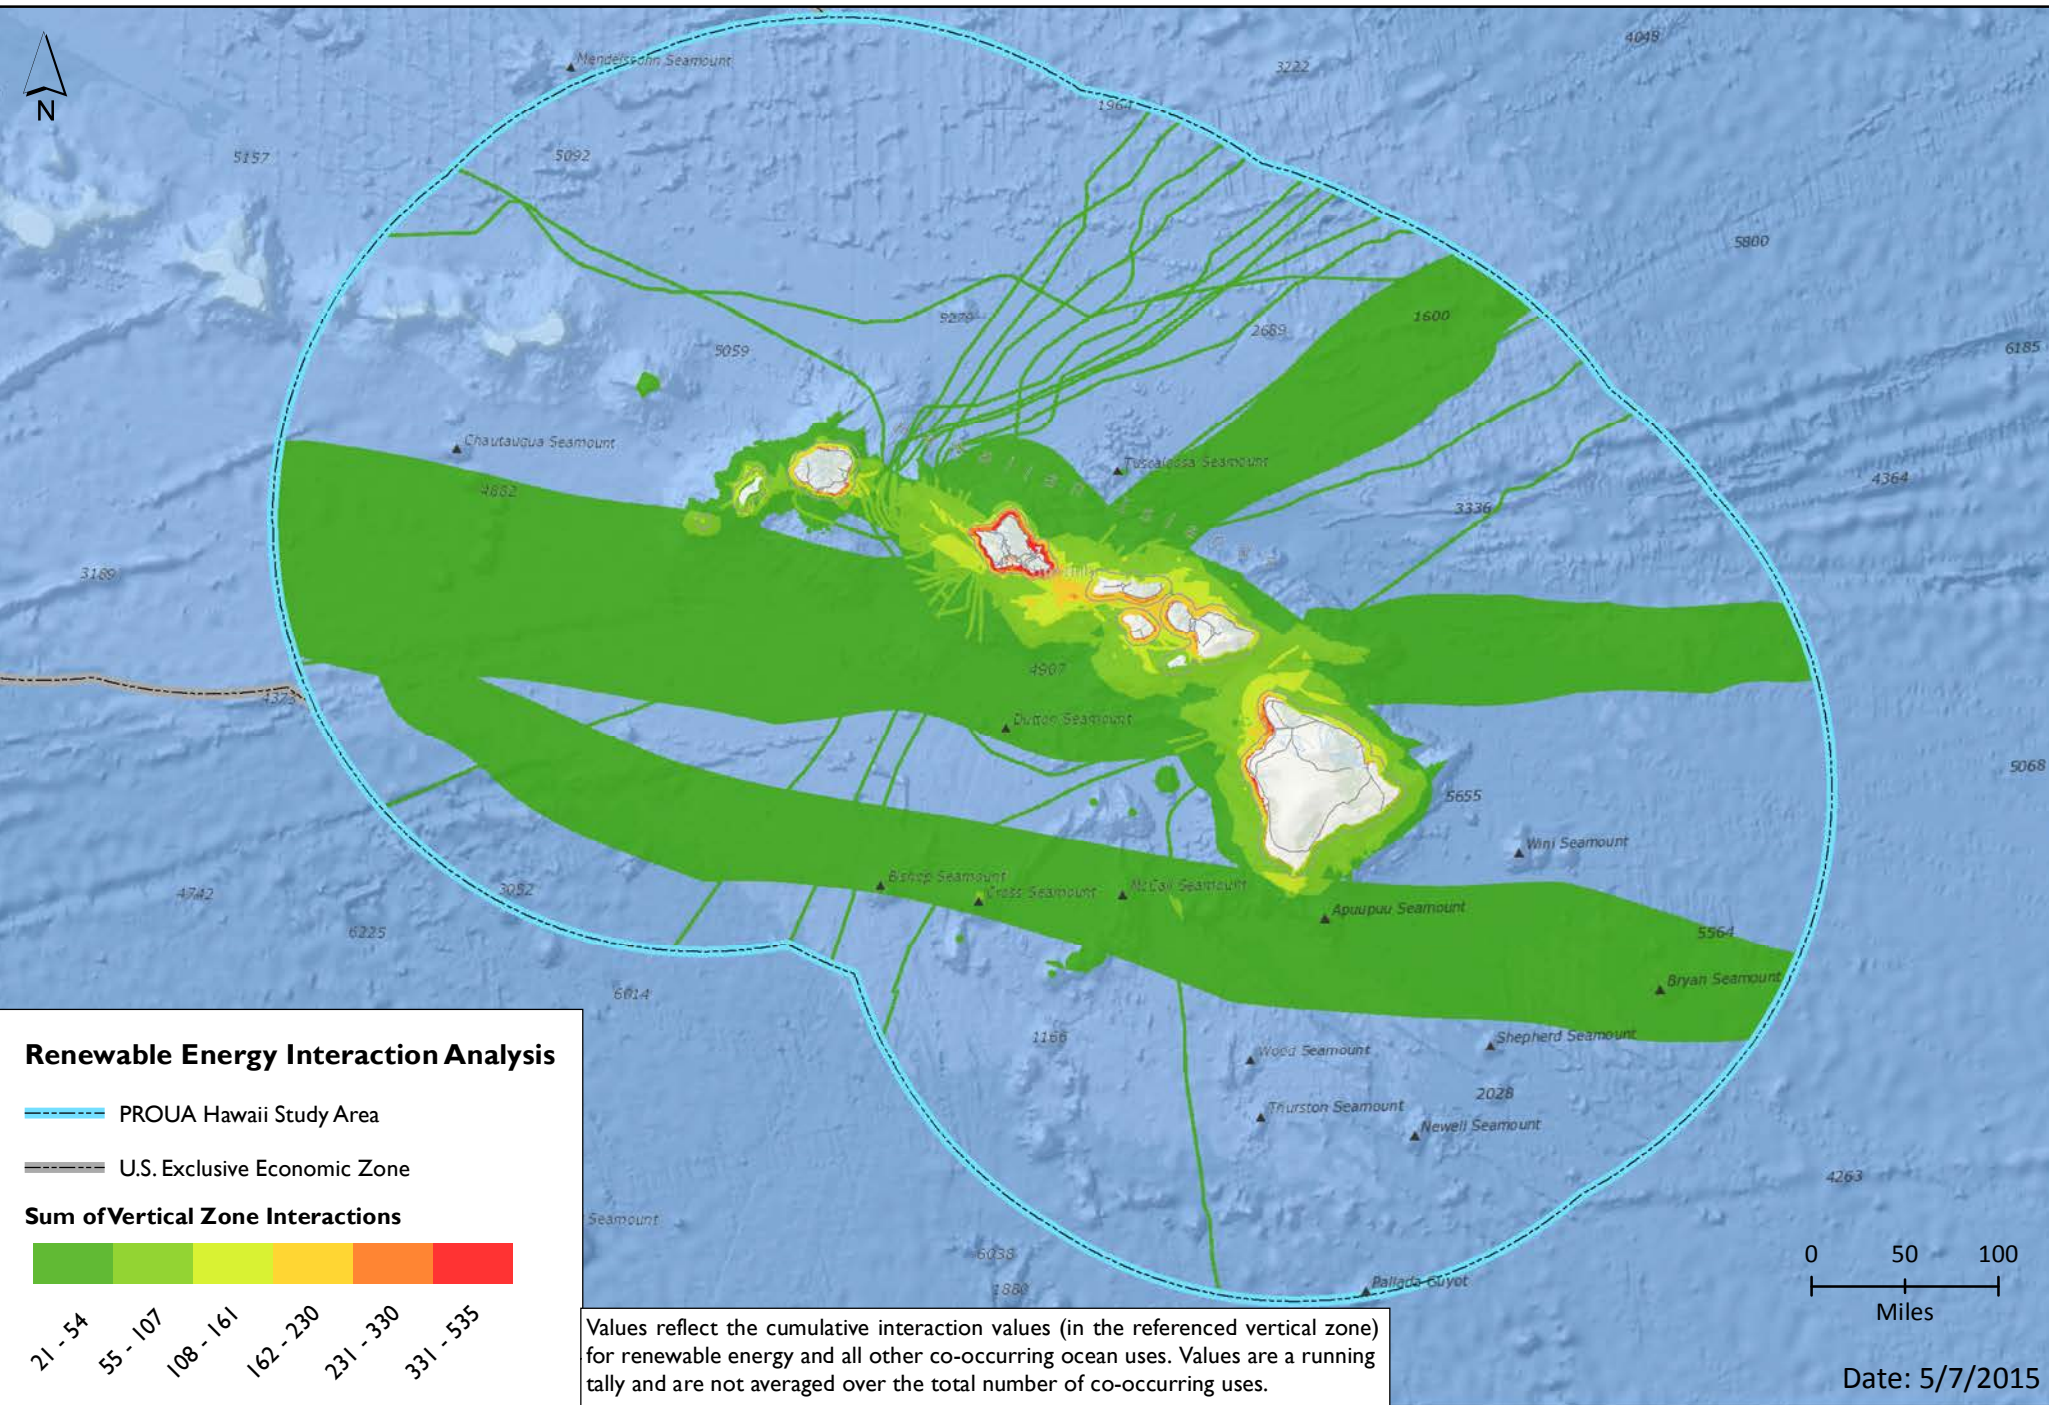 4048
Mendelssohn Seamount
3222
N
1964
5157
5092
5800
1600
5279
2689
6185
5059
Chautauqua Seamount
Tuscaloosa Seamount
4882
4364
3336
3189
4907
4373
Dutton Seamount
5068
5655
Wini Seamount
Bishop Seamount
McCall Seamount
3052
4742
Cross Seamount
Apuupuu Seamount
6225
5564
Bryan Seamount
6014
1166
Shepherd Seamount
Wood Seamount
2028
Thurston Seamount
Newell Seamount
4263
Seamount
6038
Pallada Guyot
1880
Renewable Energy Interaction Analysis
PROUA Hawaii Study Area
U.S. Exclusive Economic Zone
Sum of Vertical Zone Interactions
21 - 54
55 - 107
108 - 161
162 - 230
231 - 330
331 - 535
Values reflect the cumulative interaction values (in the referenced vertical zone)
for renewable energy and all other co-occurring ocean uses. Values are a running
tally and are not averaged over the total number of co-occurring uses.
0 50 100
Miles
Date: 5/7/2015